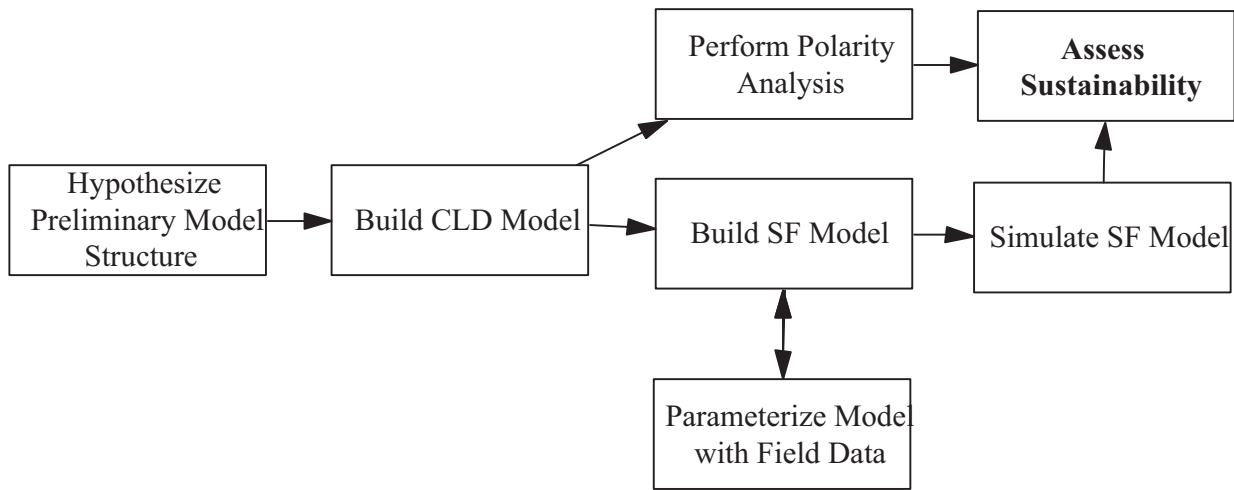 Perform Polarity
Analysis
Assess
Sustainability
Hypothesize
Preliminary Model
Structure
Build CLD Model
Build SF Model
Simulate SF Model
Parameterize Model
with Field Data